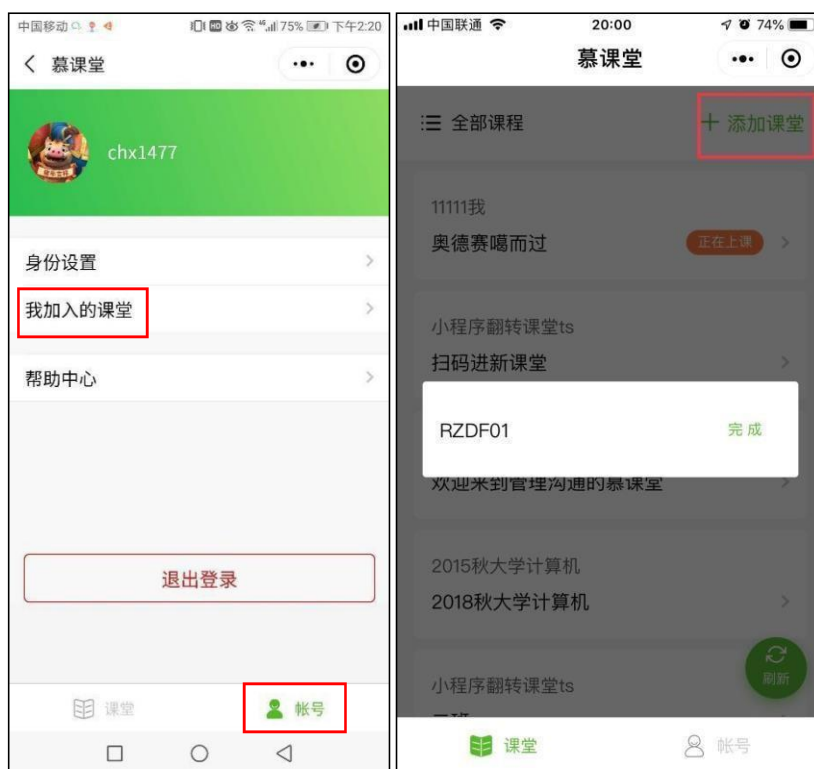 中国移动 HD 46 75% 下午2:20
慕课堂
chx1477
身份设置
我加入的课堂
帮助中心
退出登录
课堂
帐号
中国联通 20:00 74%
慕课堂
全部课程 添加课堂
11111我
奥德赛噶而过 正在上课
小程序翻转课堂ts
扫码进新课堂
RZDF01 完成
欢迎来到管理沟通的慕课堂
2015秋大学计算机
2018秋大学计算机
刷新
小程序翻转课堂ts
课堂 帐号